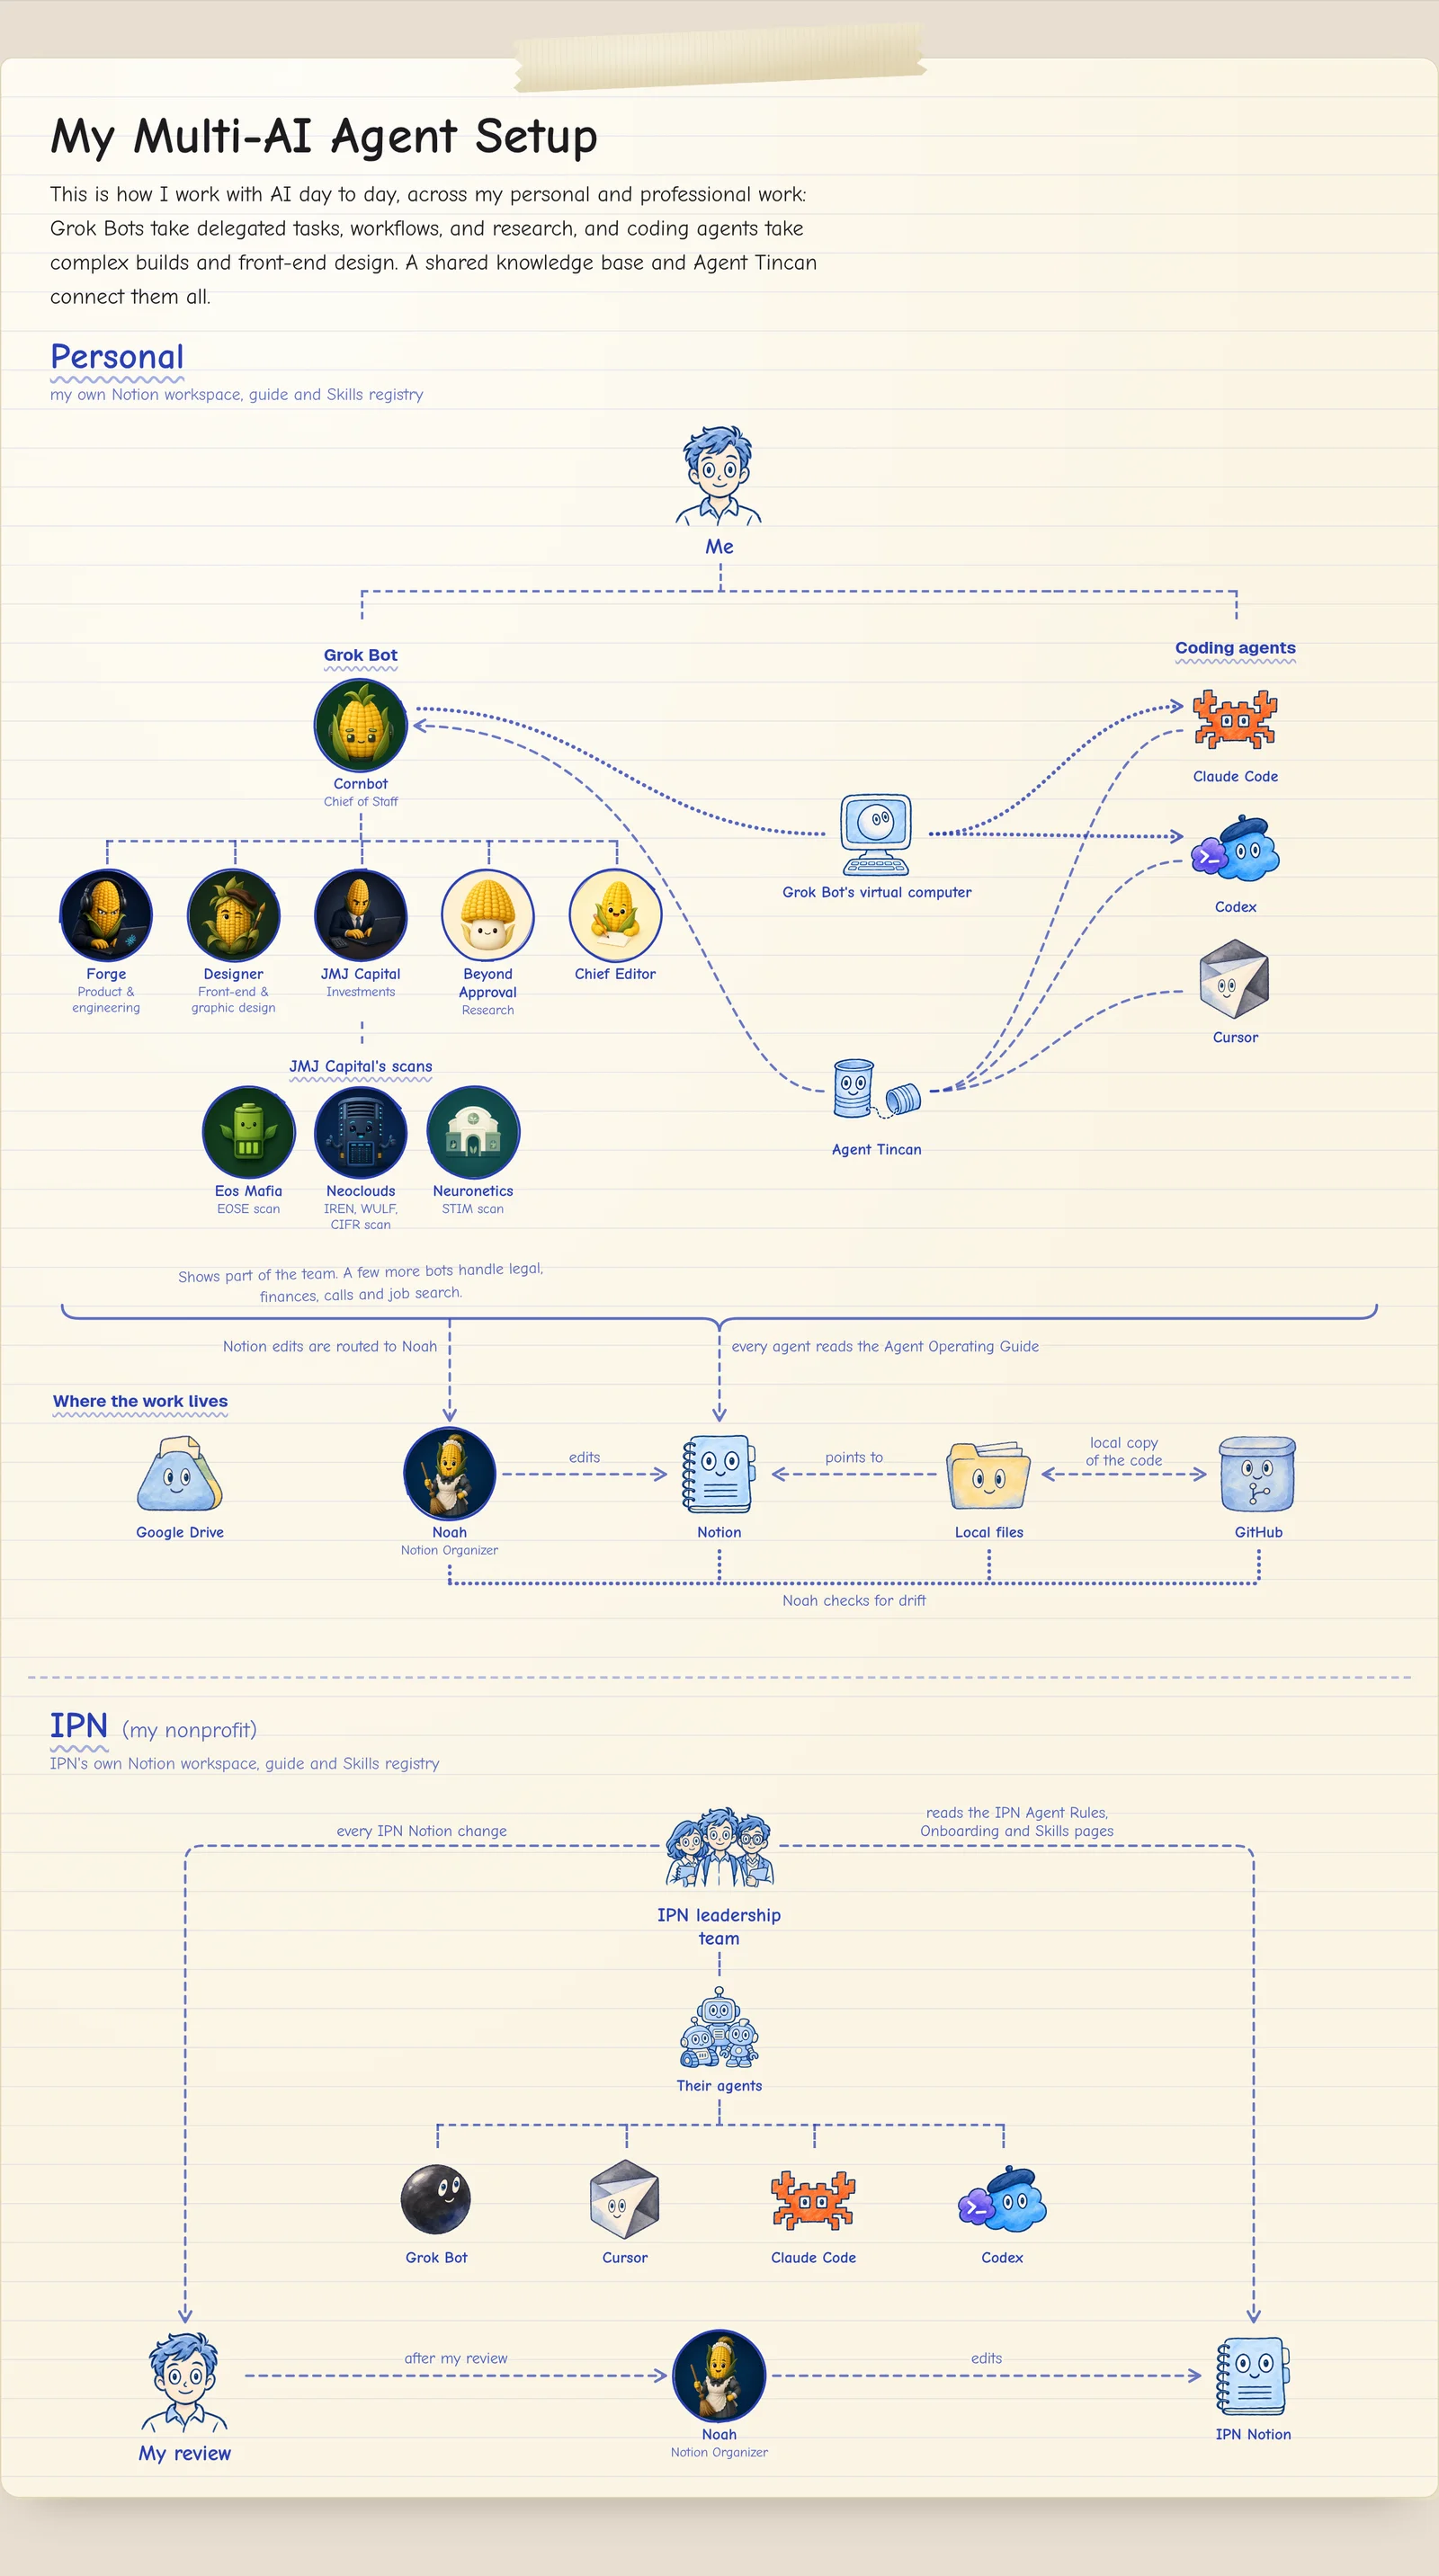 My Multi-AI Agent Setup
This is how I work with AI day to day, across my personal and professional work:
Grok Bots take delegated tasks, workflows, and research, and coding agents take
complex builds and front-end design. A shared knowledge base and Agent Tincan
connect them all.
Personal
my own Notion workspace, guide and Skills registry
Me
Grok Bot
Coding agents
Cornbot
Chief of Staff
Claude Code
Grok Bot's virtual computer
Codex
Forge
Product &
engineering
Designer
Front-end &
graphic design
JMJ Capital
Investments
Beyond
Approval
Research
Chief Editor
Cursor
JMJ Capital's scans
Agent Tincan
Eos Mafia
EOSE scan
Neoclouds
IREN, WULF,
CIFR scan
Neuronetics
STIM scan
Shows part of the team. A few more bots handle legal,
finances, calls and job search.
Notion edits are routed to Noah
every agent reads the Agent Operating Guide
Where the work lives
edits
points to
local copy
of the code
Google Drive
Noah
Notion Organizer
Notion
Local files
GitHub
Noah checks for drift
IPN (my nonprofit)
IPN's own Notion workspace, guide and Skills registry
every IPN Notion change
reads the IPN Agent Rules,
Onboarding and Skills pages
IPN leadership
team
Their agents
Grok Bot
Cursor
Claude Code
Codex
after my review
edits
My review
Noah
Notion Organizer
IPN Notion